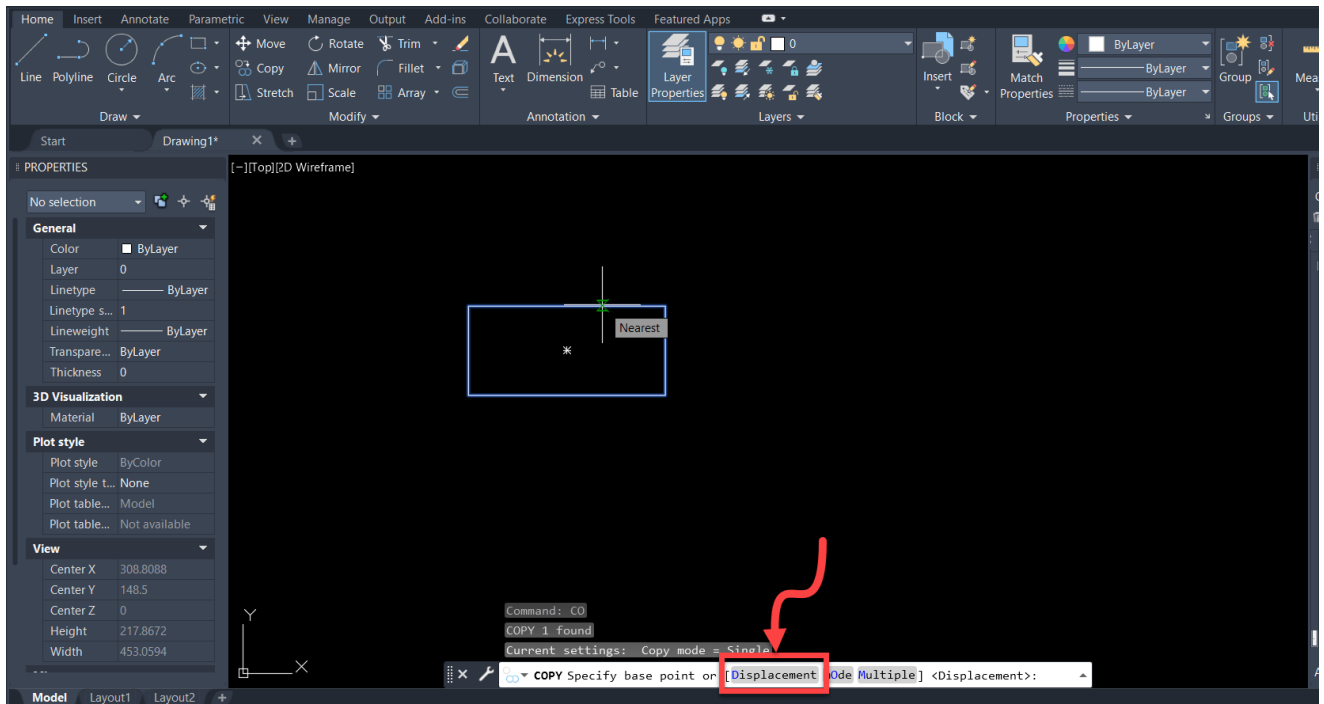 Home Insert Annotate Parametric View Manage Output Add-ins Collaborate Express Tools Featured Apps
Move Rotate Trim 0 ByLayer
Line Polyline Circle Arc Copy Mirror Fillet Text Dimension Layer Properties Insert Match Properties ByLayer Group
Stretch Scale Array Table ByLayer
Draw Modify Annotation Layers Block Properties Groups
Start Drawing1*
PROPERTIES [−][Top][2D Wireframe]
No selection
General
Color ByLayer
Layer 0
Linetype ByLayer
Linetype s... 1
Lineweight ByLayer
Nearest
Transpare... ByLayer
Thickness 0
3D Visualization
Material ByLayer
Plot style
Plot style ByColor
Plot style t... None
Plot table... Model
Plot table... Not available
View
Center X 308.8088
Center Y 148.5
Center Z 0
Height 217.8672
Width 453.0594
Y
X
Command: CO
COPY 1 found
Current settings: Copy mode = Single
COPY Specify base point or [Displacement mOde Multiple] <Displacement>:
Model Layout1 Layout2